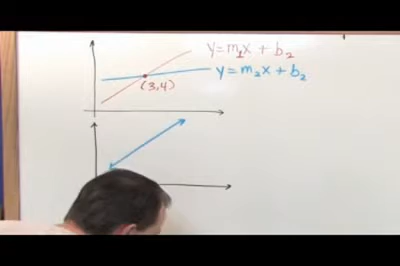 y=m₁x + b₂
y=m₂x + b₂
(3,4)